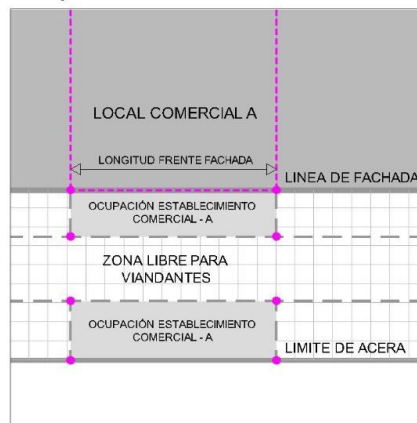 LOCAL COMERCIAL A
LONGITUD FRENTE FACHADA
LINEA DE FACHADA
OCUPACIÓN ESTABLECIMIENTO
COMERCIAL - A
ZONA LIBRE PARA
VIANDANTES
OCUPACIÓN ESTABLECIMIENTO
COMERCIAL - A
LIMITE DE ACERA